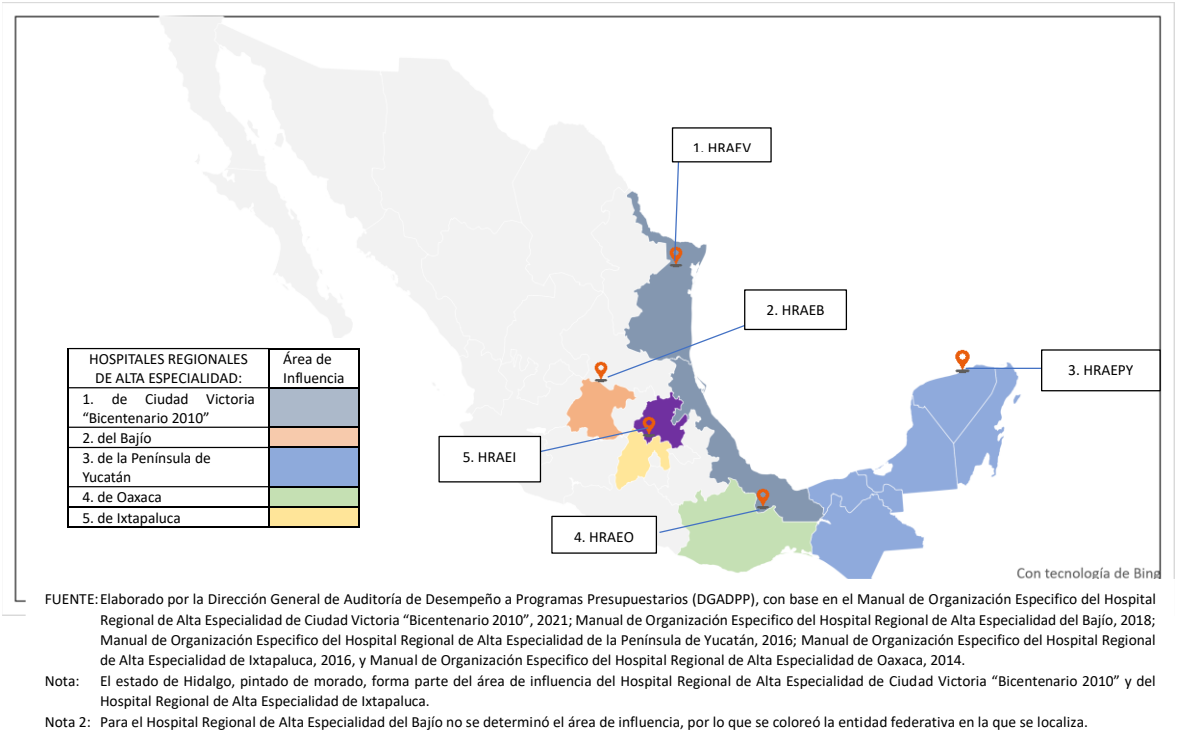 1. HRAEV
2. HRAEB
3. HRAEPY
HOSPITALES REGIONALES DE ALTA ESPECIALIDAD:
Área de Influencia
1. de Ciudad Victoria “Bicentenario 2010”
2. del Bajío
3. de la Península de Yucatán
4. de Oaxaca
5. de Ixtapaluca
5. HRAEI
4. HRAEO
Con tecnología de Bing
FUENTE: Elaborado por la Dirección General de Auditoría de Desempeño a Programas Presupuestarios (DGADPP), con base en el Manual de Organización Especifico del Hospital
Regional de Alta Especialidad de Ciudad Victoria “Bicentenario 2010”, 2021; Manual de Organización Especifico del Hospital Regional de Alta Especialidad del Bajío, 2018;
Manual de Organización Especifico del Hospital Regional de Alta Especialidad de la Península de Yucatán, 2016; Manual de Organización Especifico del Hospital Regional
de Alta Especialidad de Ixtapaluca, 2016, y Manual de Organización Especifico del Hospital Regional de Alta Especialidad de Oaxaca, 2014.
Nota: El estado de Hidalgo, pintado de morado, forma parte del área de influencia del Hospital Regional de Alta Especialidad de Ciudad Victoria “Bicentenario 2010” y del
Hospital Regional de Alta Especialidad de Ixtapaluca.
Nota 2: Para el Hospital Regional de Alta Especialidad del Bajío no se determinó el área de influencia, por lo que se coloreó la entidad federativa en la que se localiza.